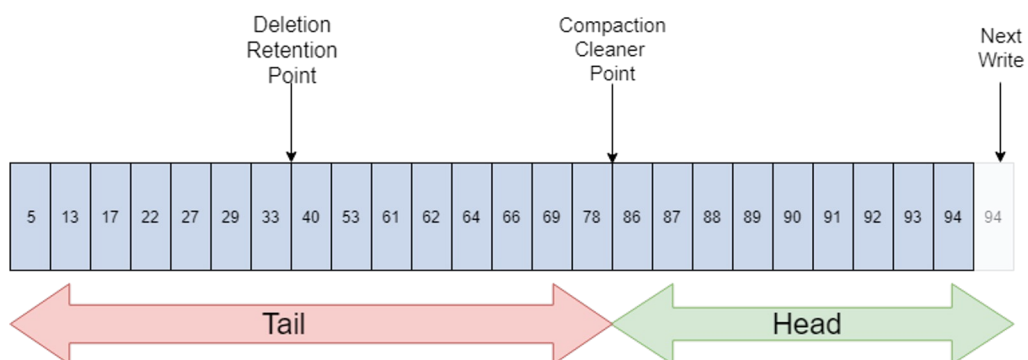 Deletion
Retention
Point
Compaction
Cleaner
Point
Next
Write
5 13 17 22 27 29 33 40 53 61 62 64 66 69 78 86 87 88 89 90 91 92 93 94 94
Tail Head